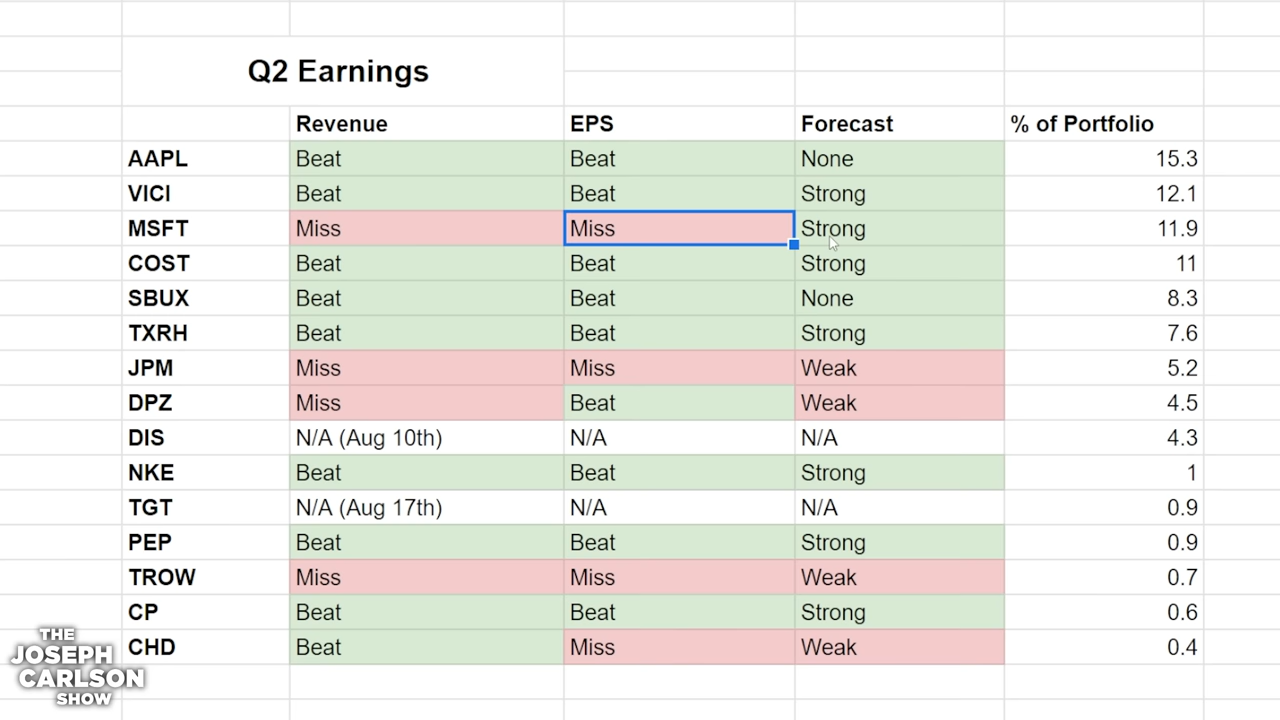 Q2 Earnings
Revenue EPS Forecast % of Portfolio
AAPL Beat Beat None 15.3
VICI Beat Beat Strong 12.1
MSFT Miss Miss Strong 11.9
COST Beat Beat Strong 11
SBUX Beat Beat None 8.3
TXRH Beat Beat Strong 7.6
JPM Miss Miss Weak 5.2
DPZ Miss Beat Weak 4.5
DIS N/A (Aug 10th) N/A N/A 4.3
NKE Beat Beat Strong 1
TGT N/A (Aug 17th) N/A N/A 0.9
PEP Beat Beat Strong 0.9
TROW Miss Miss Weak 0.7
CP Beat Beat Strong 0.6
CHD Beat Miss Weak 0.4
THE
JOSEPH
CARLSON
SHOW